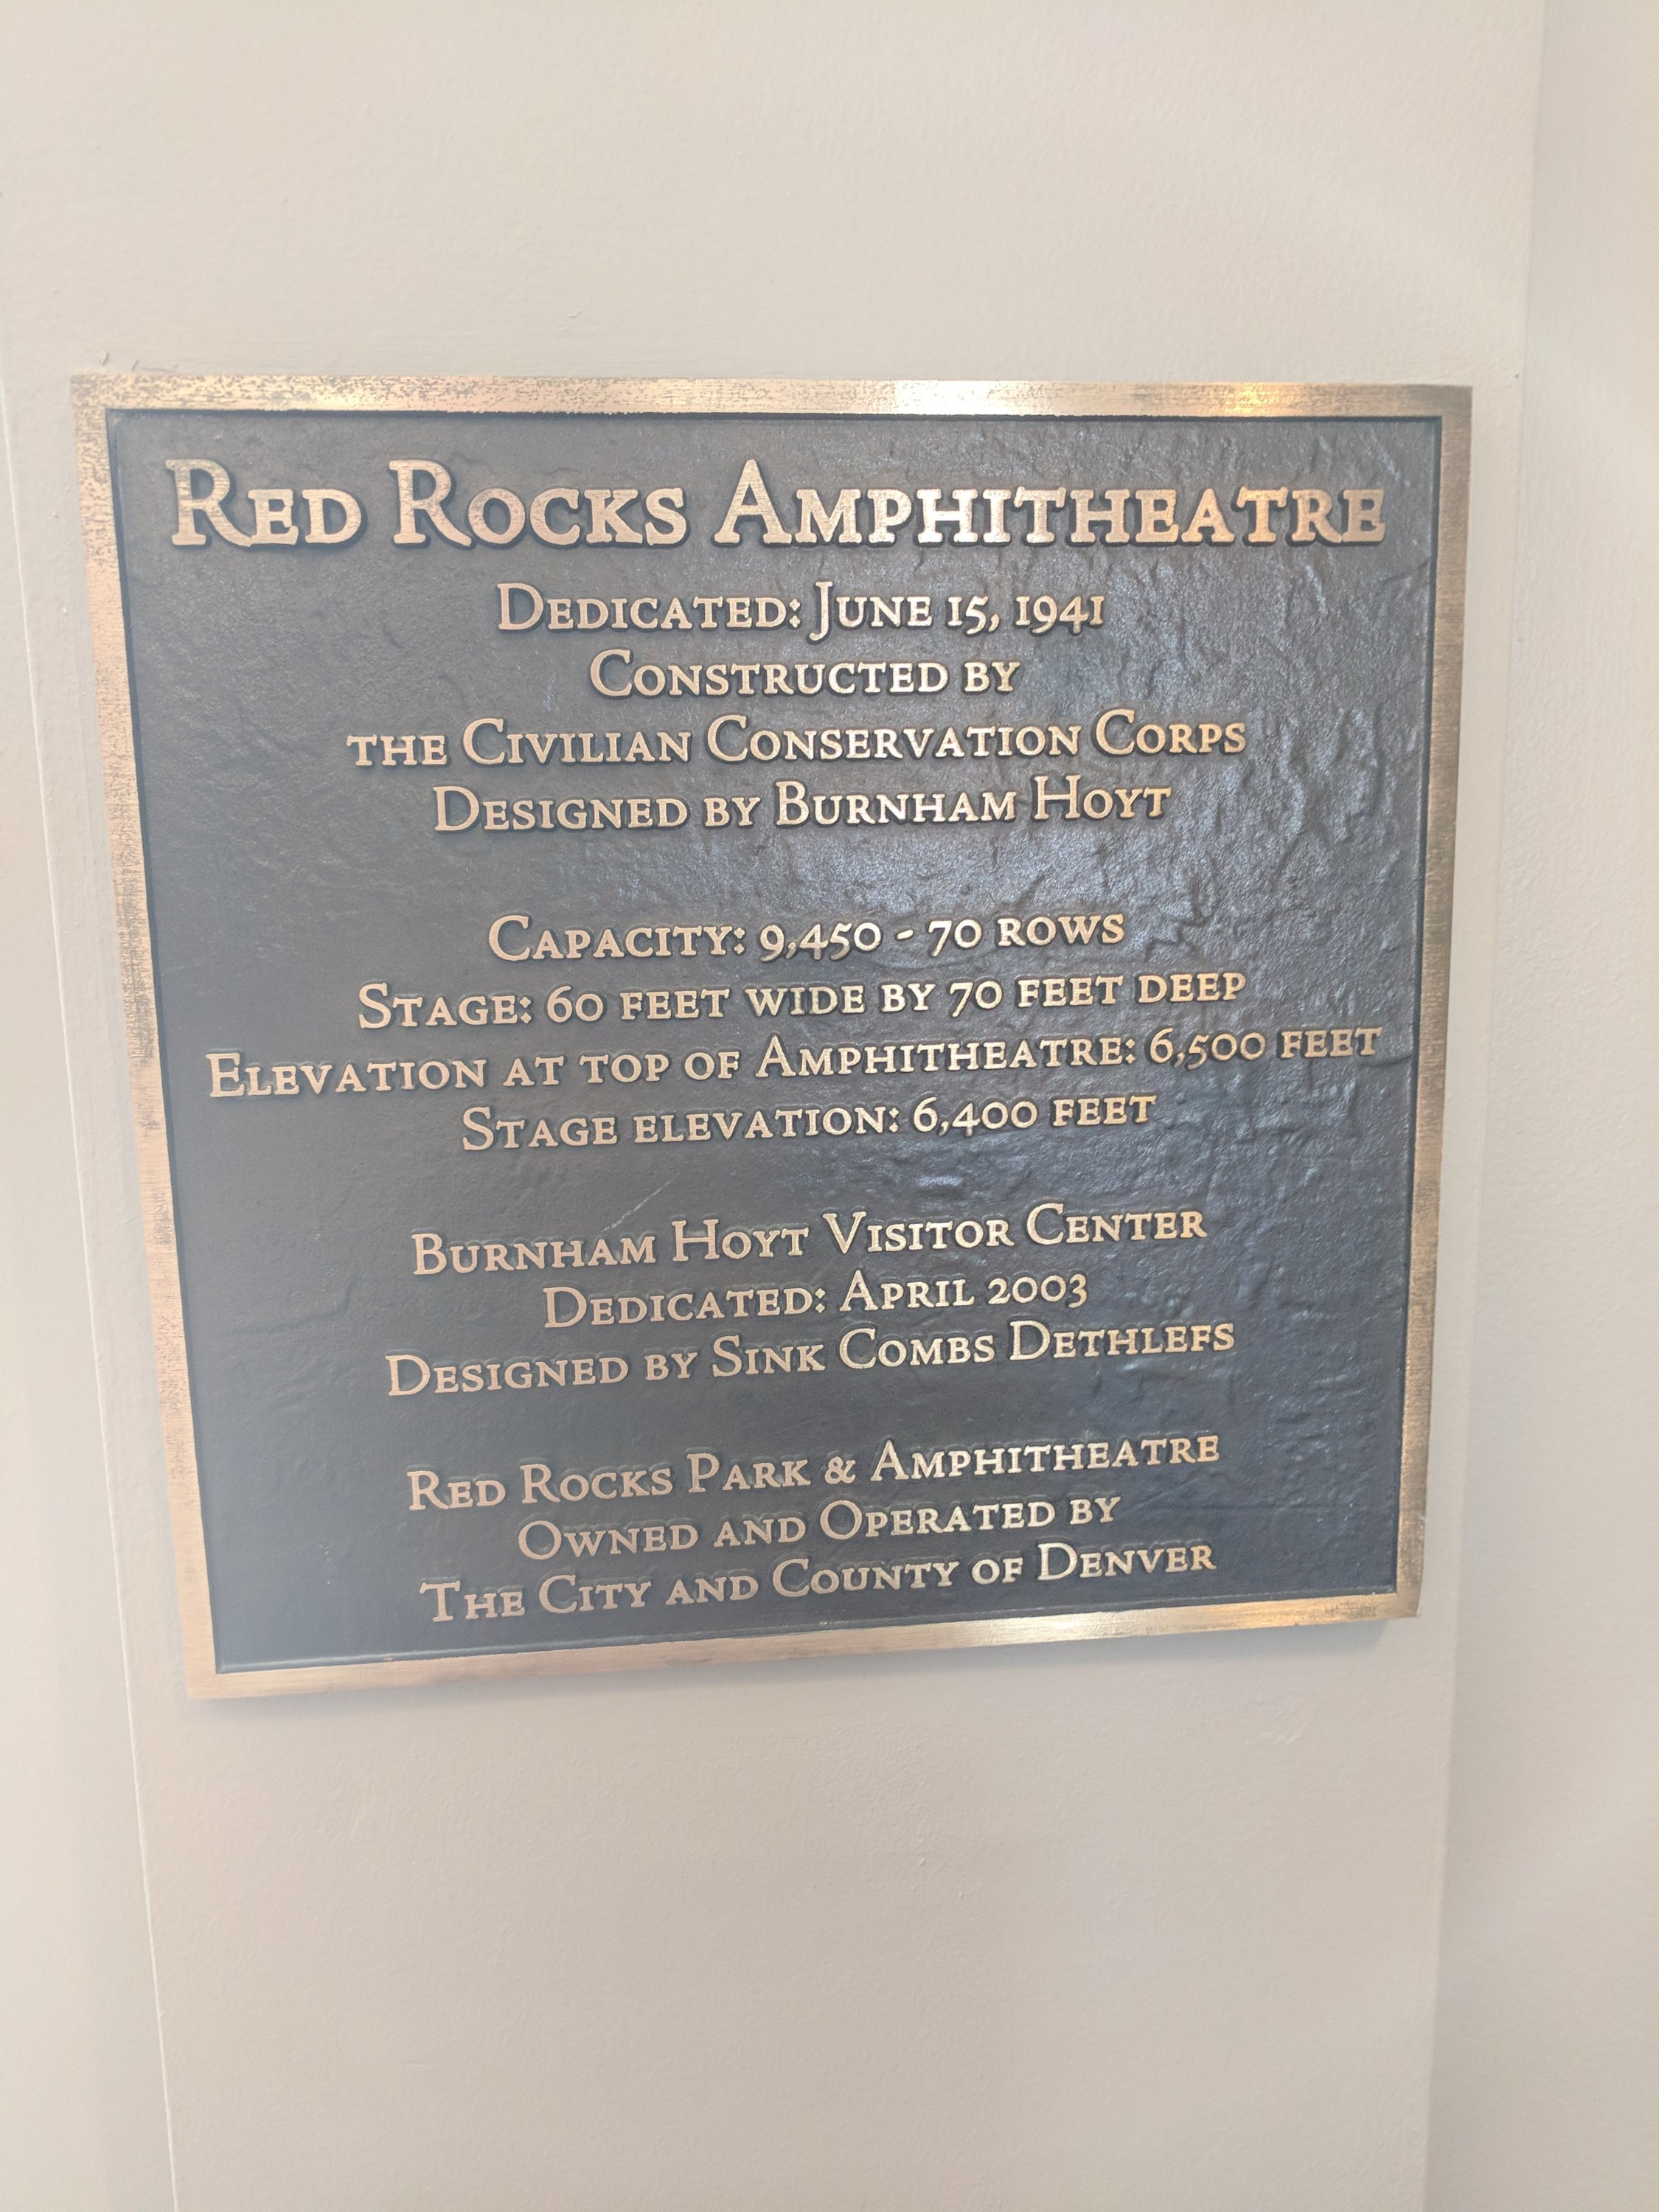 Red Rocks Amphitheatre
Dedicated: June 15, 1941
Constructed by
the Civilian Conservation Corps
Designed by Burnham Hoyt
Capacity: 9,450 - 70 rows
Stage: 60 feet wide by 70 feet deep
Elevation at top of Amphitheatre: 6,500 feet
Stage elevation: 6,400 feet
Burnham Hoyt Visitor Center
Dedicated: April 2003
Designed by Sink Combs Dethlefs
Red Rocks Park & Amphitheatre
Owned and Operated by
The City and County of Denver